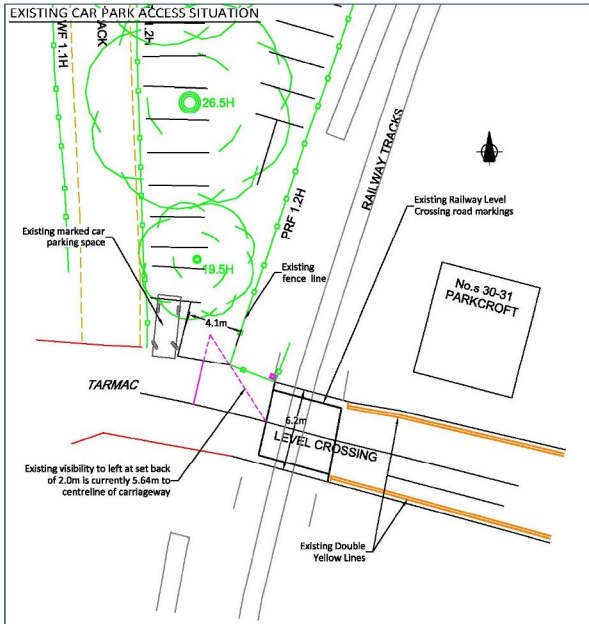 EXISTING CAR PARK ACCESS SITUATION
WF 1.1H
ACK
1.2H
26.5H
RAILWAY TRACKS
PRF 1.2H
Existing Railway Level
Crossing road markings
Existing marked car
parking space
19.5H
Existing
fence line
No.s 30-31
PARKCROFT
4.1m
TARMAC
6.2m
LEVEL CROSSING
Existing visibility to left at set back
of 2.0m is currently 5.64m to
centreline of carriageway
Existing Double
Yellow Lines